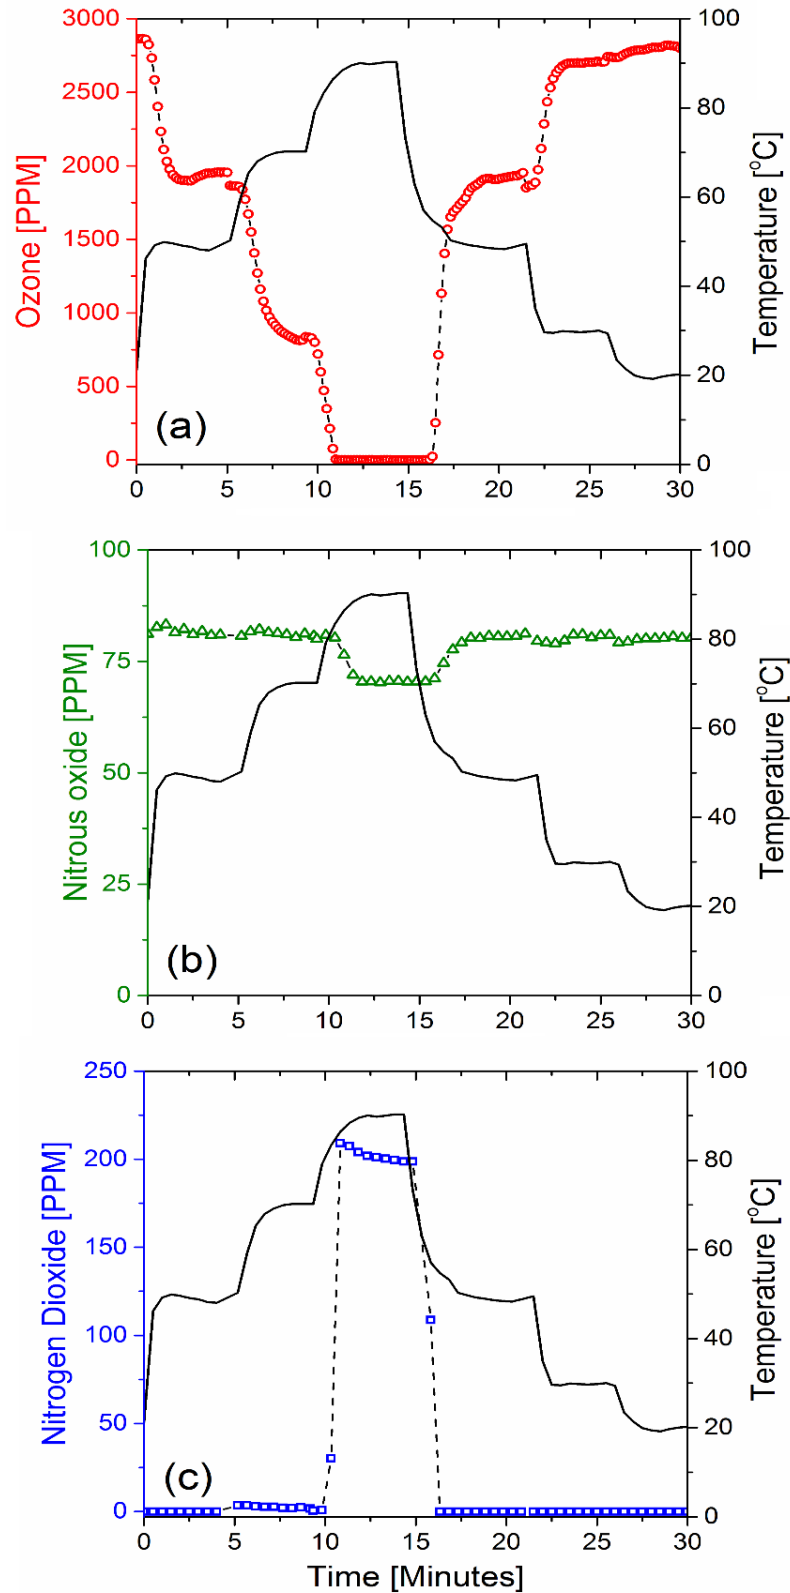 3000
2500
2000
1500
1000
500
0
Ozone [PPM]
100
80
60
40
20
0
Temperature [°C]
(a)
0 5 10 15 20 25 30
100
75
50
25
0
Nitrous oxide [PPM]
100
80
60
40
20
0
Temperature [°C]
(b)
0 5 10 15 20 25 30
250
200
150
100
50
0
Nitrogen Dioxide [PPM]
100
80
60
40
20
0
Temperature [°C]
(c)
0 5 10 15 20 25 30
Time [Minutes]